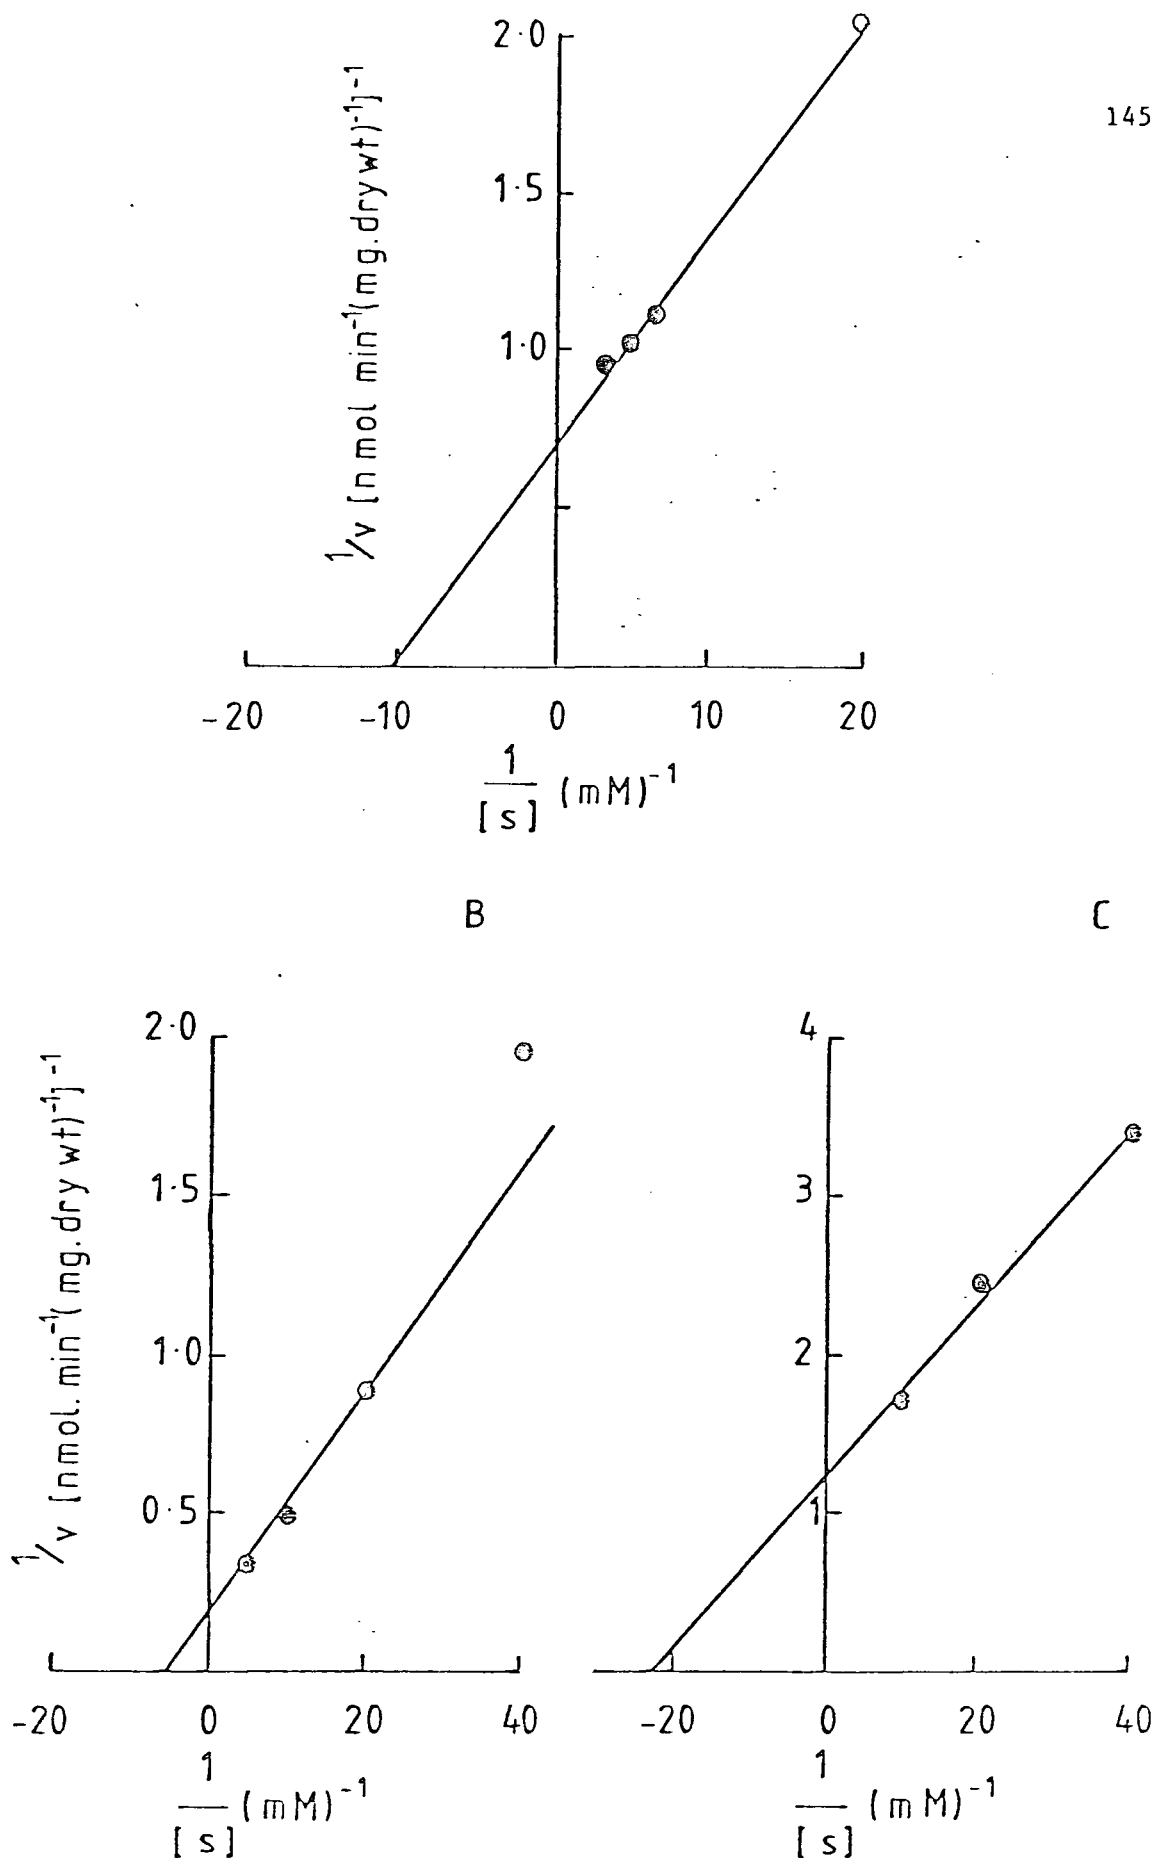 145
2·0
1·5
1·0
1/v [nmol min⁻¹(mg.dry wt)⁻¹]⁻¹
-20 -10 0 10 20
1/[s] (mM)⁻¹
B
C
2·0
1·5
1·0
0·5
1/v [nmol. min⁻¹(mg.dry wt)⁻¹]⁻¹
-20 0 20 40
1/[s] (mM)⁻¹
4
3
2
1
-20 0 20 40
1/[s] (mM)⁻¹